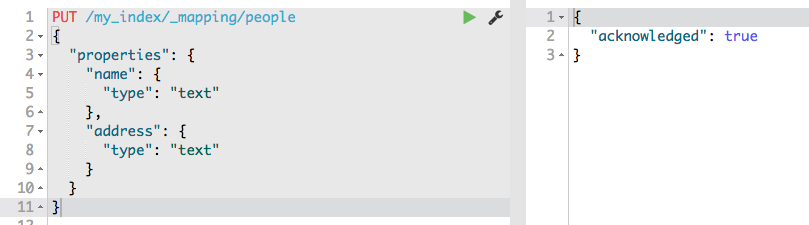 1 PUT /my_index/_mapping/people
2 {
3 "properties": {
4 "name": {
5 "type": "text"
6 },
7 "address": {
8 "type": "text"
9 }
10 }
11 }
12
1 {
2 "acknowledged": true
3 }